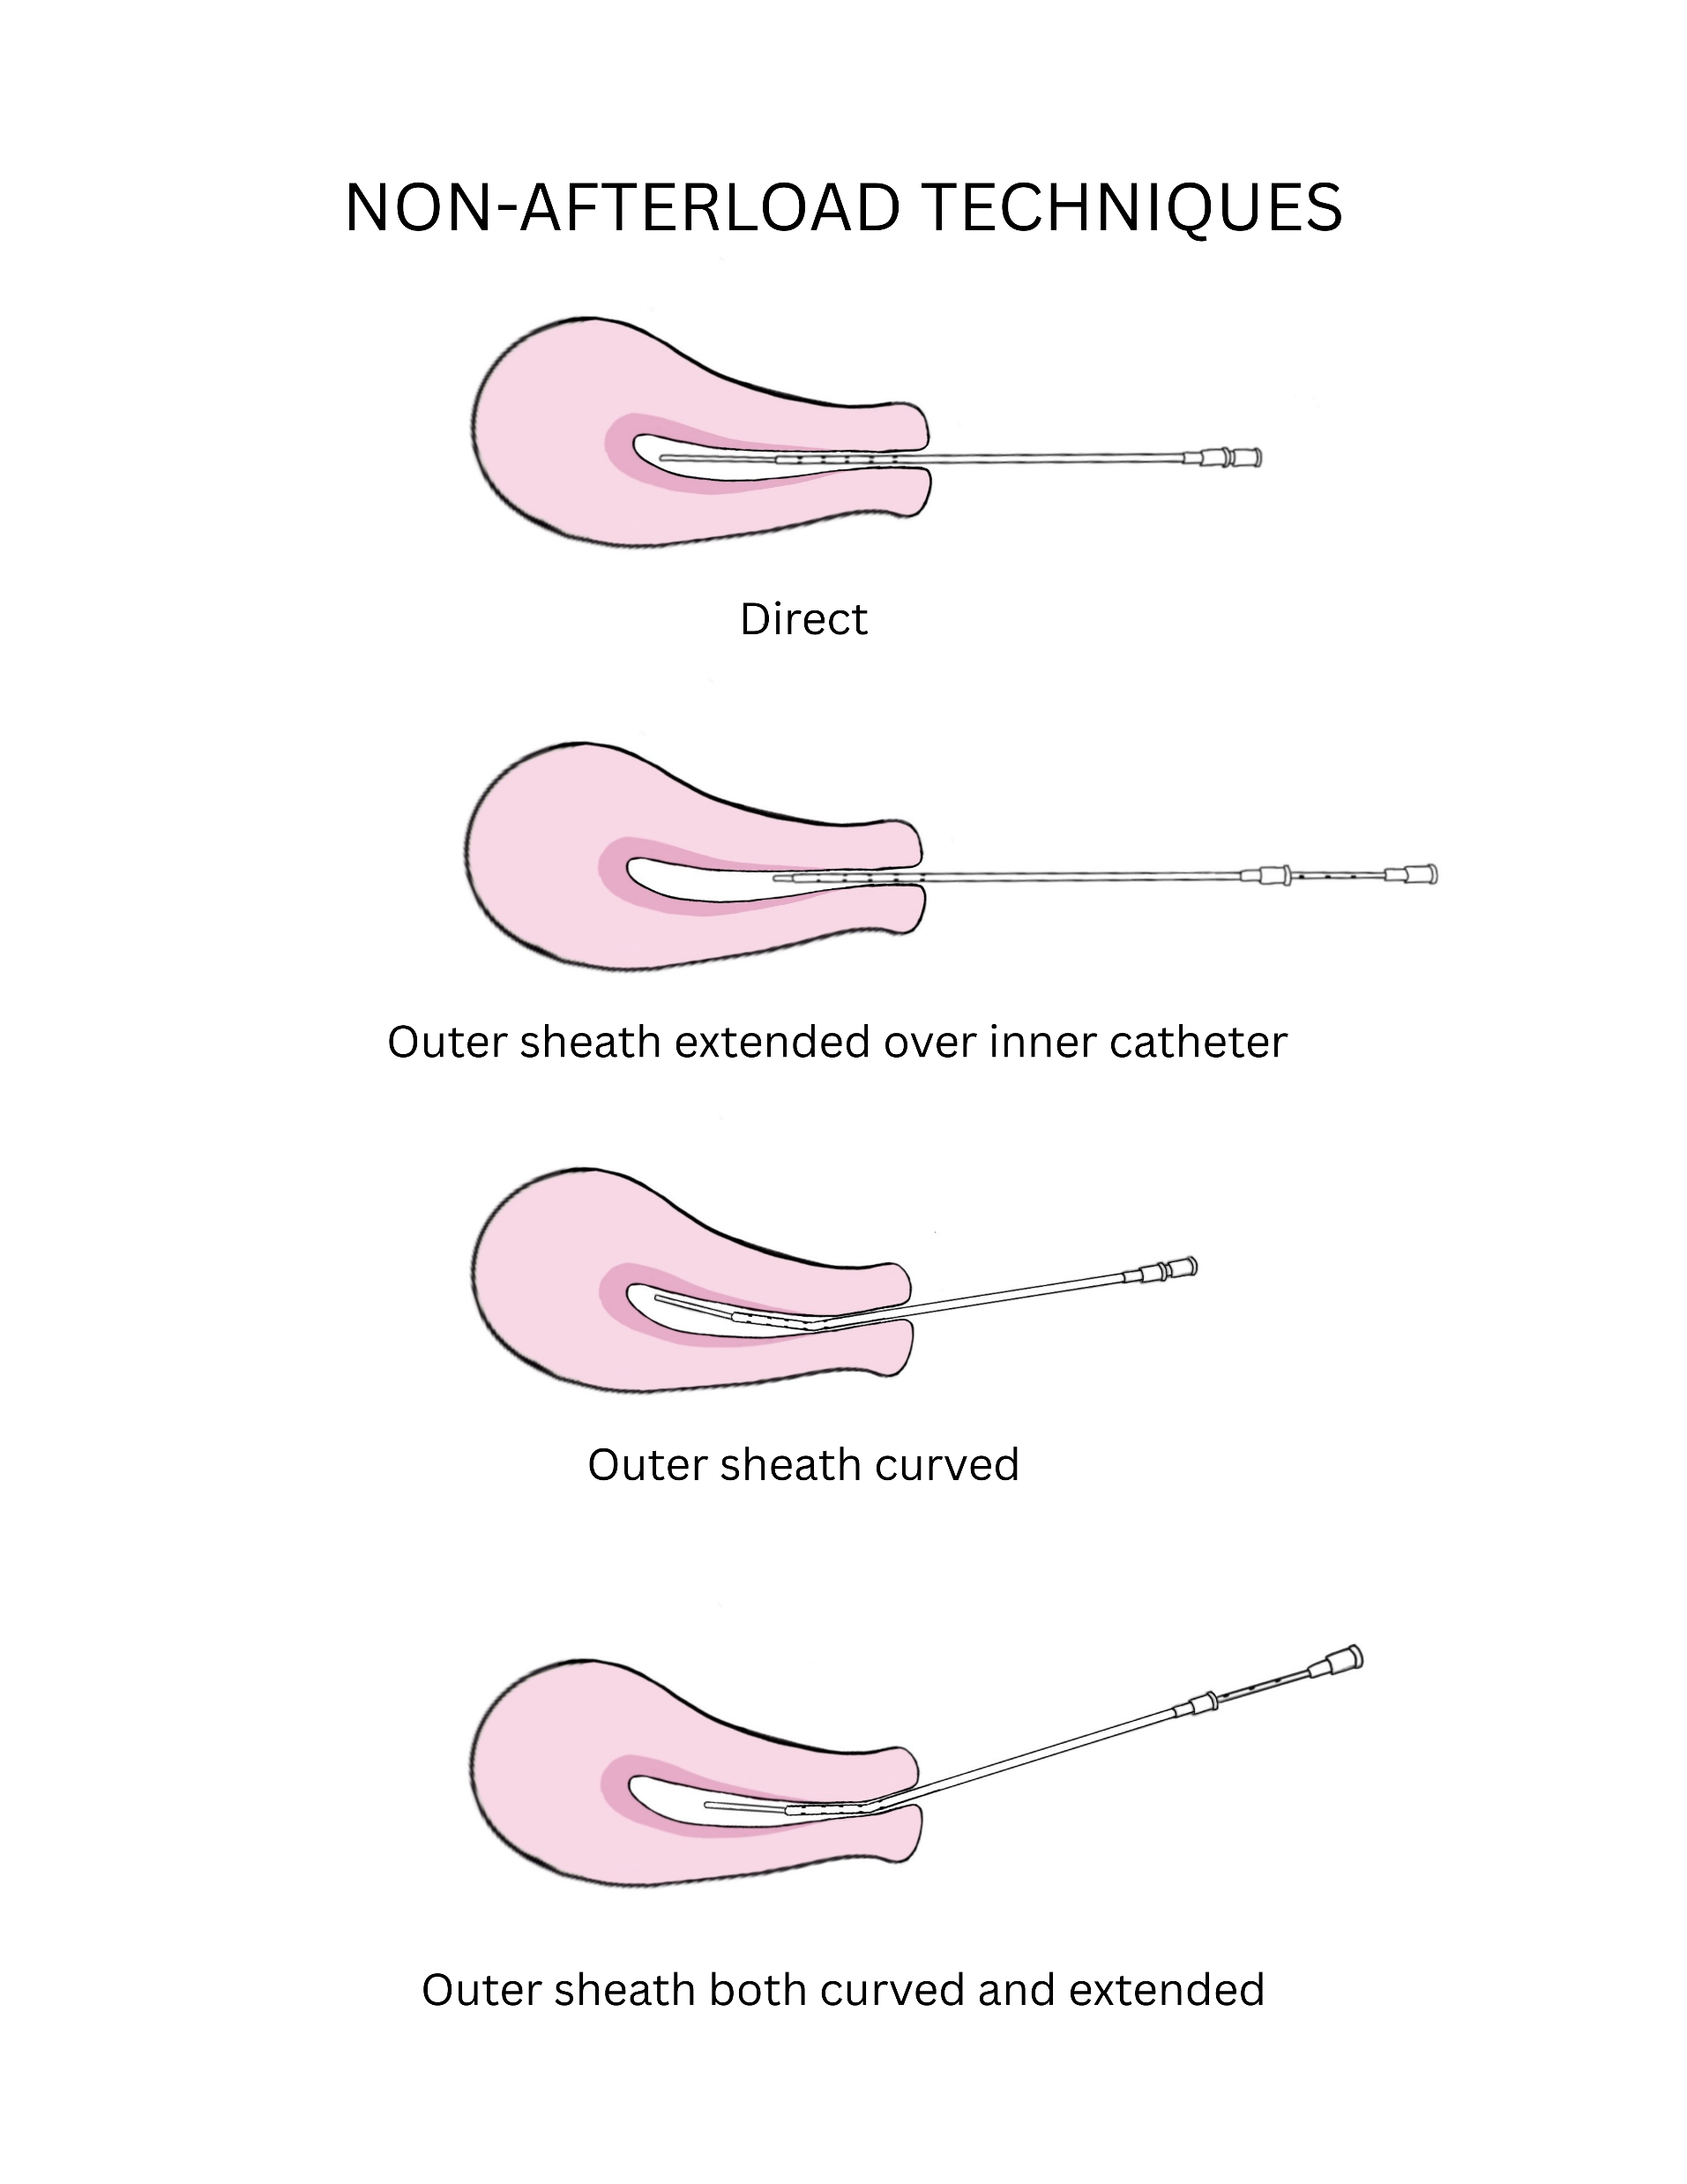 NON-AFTERLOAD TECHNIQUES
Direct
Outer sheath extended over inner catheter
Outer sheath curved
Outer sheath both curved and extended